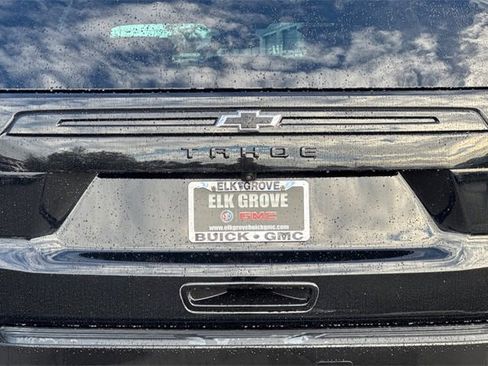 TAHOE
ELK GROVE
ELK GROVE
GMC
www.elkgrovebuickgmc.com
BUICK • GMC